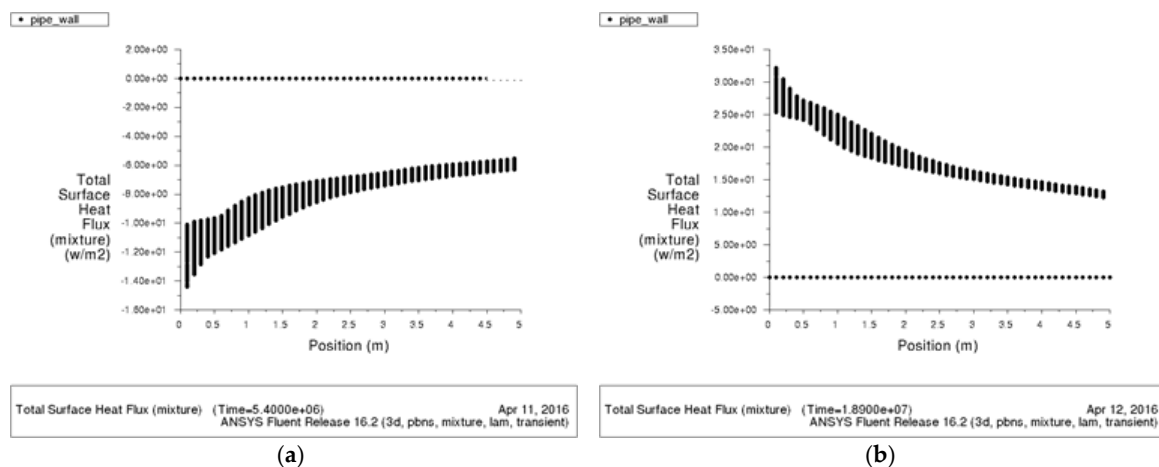 • pipe_wall
2.00e+00
0.00e+00
-2.00e+00
-4.00e+00
-6.00e+00
-8.00e+00
-1.00e+01
-1.20e+01
-1.40e+01
-1.60e+01
Total
Surface
Heat
Flux
(mixture)
(w/m2)
0 0.5 1 1.5 2 2.5 3 3.5 4 4.5 5
Position (m)
Total Surface Heat Flux (mixture) (Time=5.4000e+06) Apr 11, 2016
ANSYS Fluent Release 16.2 (3d, pbns, mixture, lam, transient)
(a)
• pipe_wall
3.50e+01
3.00e+01
2.50e+01
2.00e+01
1.50e+01
1.00e+01
5.00e+00
0.00e+00
-5.00e+00
Total
Surface
Heat
Flux
(mixture)
(w/m2)
0 0.5 1 1.5 2 2.5 3 3.5 4 4.5 5
Position (m)
Total Surface Heat Flux (mixture) (Time=1.8900e+07) Apr 12, 2016
ANSYS Fluent Release 16.2 (3d, pbns, mixture, lam, transient)
(b)